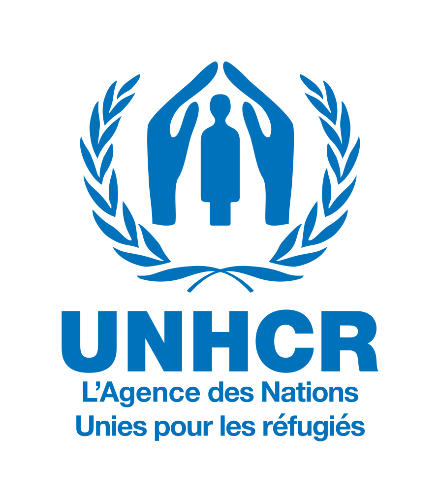 UNHCR
L’Agence des Nations
Unies pour les réfugiés